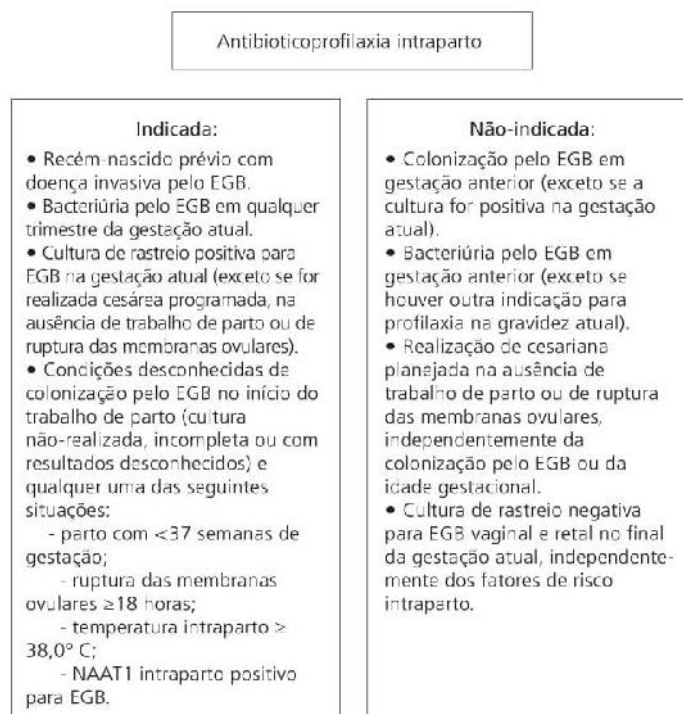 Antibioticoprofilaxia intraparto
Indicada:
• Recém-nascido prévio com
doença invasiva pelo EGB.
• Bacteriúria pelo EGB em qualquer
trimestre da gestação atual.
• Cultura de rastreio positiva para
EGB na gestação atual (exceto se for
realizada cesárea programada, na
ausência de trabalho de parto ou de
ruptura das membranas ovulares).
• Condições desconhecidas de
colonização pelo EGB no início do
trabalho de parto (cultura
não-realizada, incompleta ou com
resultados desconhecidos) e
qualquer uma das seguintes
situações:
- parto com <37 semanas de
gestação;
- ruptura das membranas
ovulares ≥18 horas;
- temperatura intraparto ≥
38,0° C;
- NAAT1 intraparto positivo
para EGB.
Não-indicada:
• Colonização pelo EGB em
gestação anterior (exceto se a
cultura for positiva na gestação
atual).
• Bacteriúria pelo EGB em
gestação anterior (exceto se
houver outra indicação para
profilaxia na gravidez atual).
• Realização de cesariana
planejada na ausência de
trabalho de parto ou de ruptura
das membranas ovulares,
independentemente da
colonização pelo EGB ou da
idade gestacional.
• Cultura de rastreio negativa
para EGB vaginal e retal no final
da gestação atual, independente-
mente dos fatores de risco
intraparto.